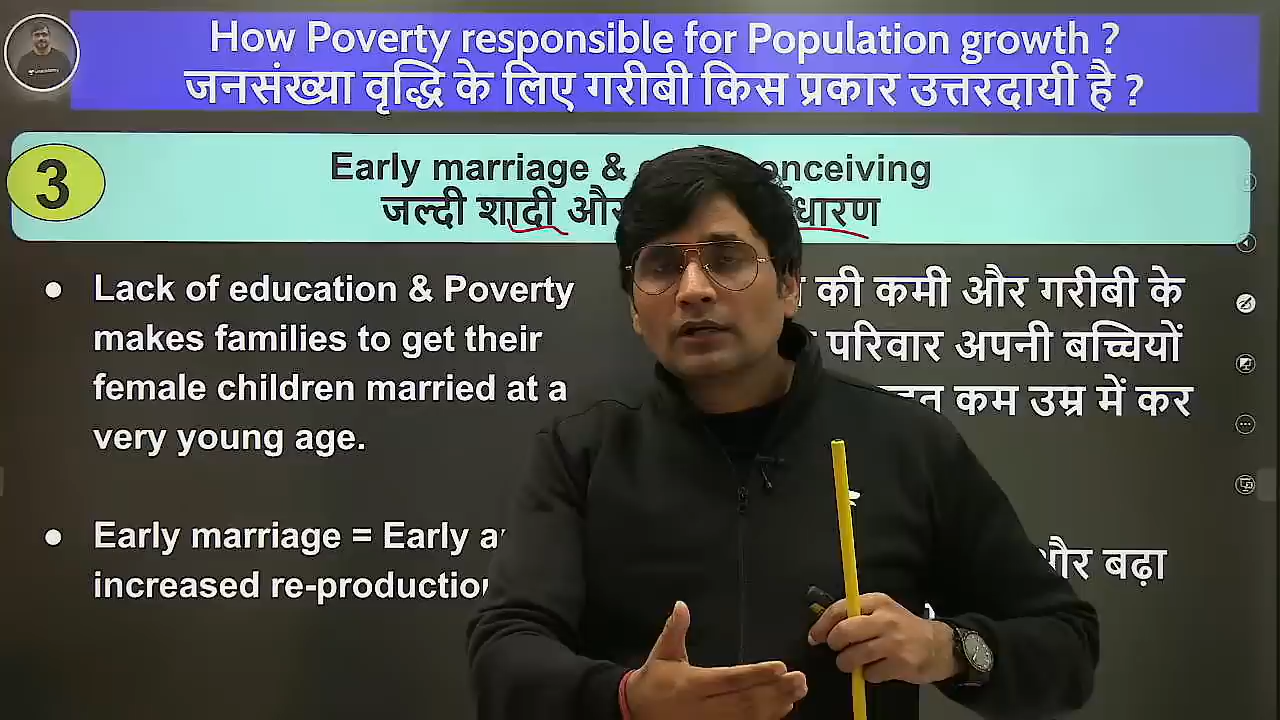 How Poverty responsible for Population growth ?
जनसंख्या वृद्धि के लिए गरीबी किस प्रकार उत्तरदायी है ?
3
Early marriage &
जल्दी शादी और
Lack of education & Poverty
makes families to get their
female children married at a
very young age.
की कमी और गरीबी के
परिवार अपनी बच्चियों
कम उम्र में कर
Early marriage = Early
increased
और बढ़ा